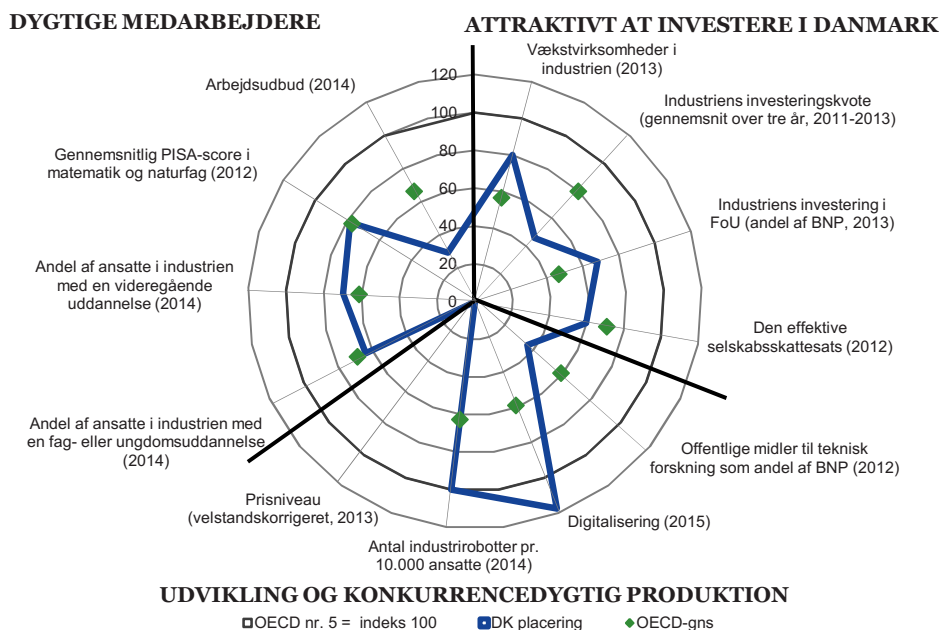 DYGTIGE MEDARBEJDERE
ATTRAKTIVT AT INVESTERE I DANMARK
Vækstvirksomheder i
industrien (2013)
Industriens investeringskvote
(gennemsnit over tre år, 2011-2013)
Industriens investering i
FoU (andel af BNP, 2013)
Den effektive
selskabsskattesats (2012)
Offentlige midler til teknisk
forskning som andel af BNP (2012)
Digitalisering (2015)
Antal industrirobotter pr.
10.000 ansatte (2014)
Prisniveau
(velstandskorrigeret, 2013)
Andel af ansatte i industrien med
en fag- eller ungdomsuddannelse
(2014)
Andel af ansatte i industrien
med en videregående
uddannelse (2014)
Gennemsnitlig PISA-score i
matematik og naturfag (2012)
Arbejdsudbud (2014)
120
100
80
60
40
20
0
UDVIKLING OG KONKURRENCEDYGTIG PRODUKTION
OECD nr. 5 = indeks 100
DK placering
OECD-gns